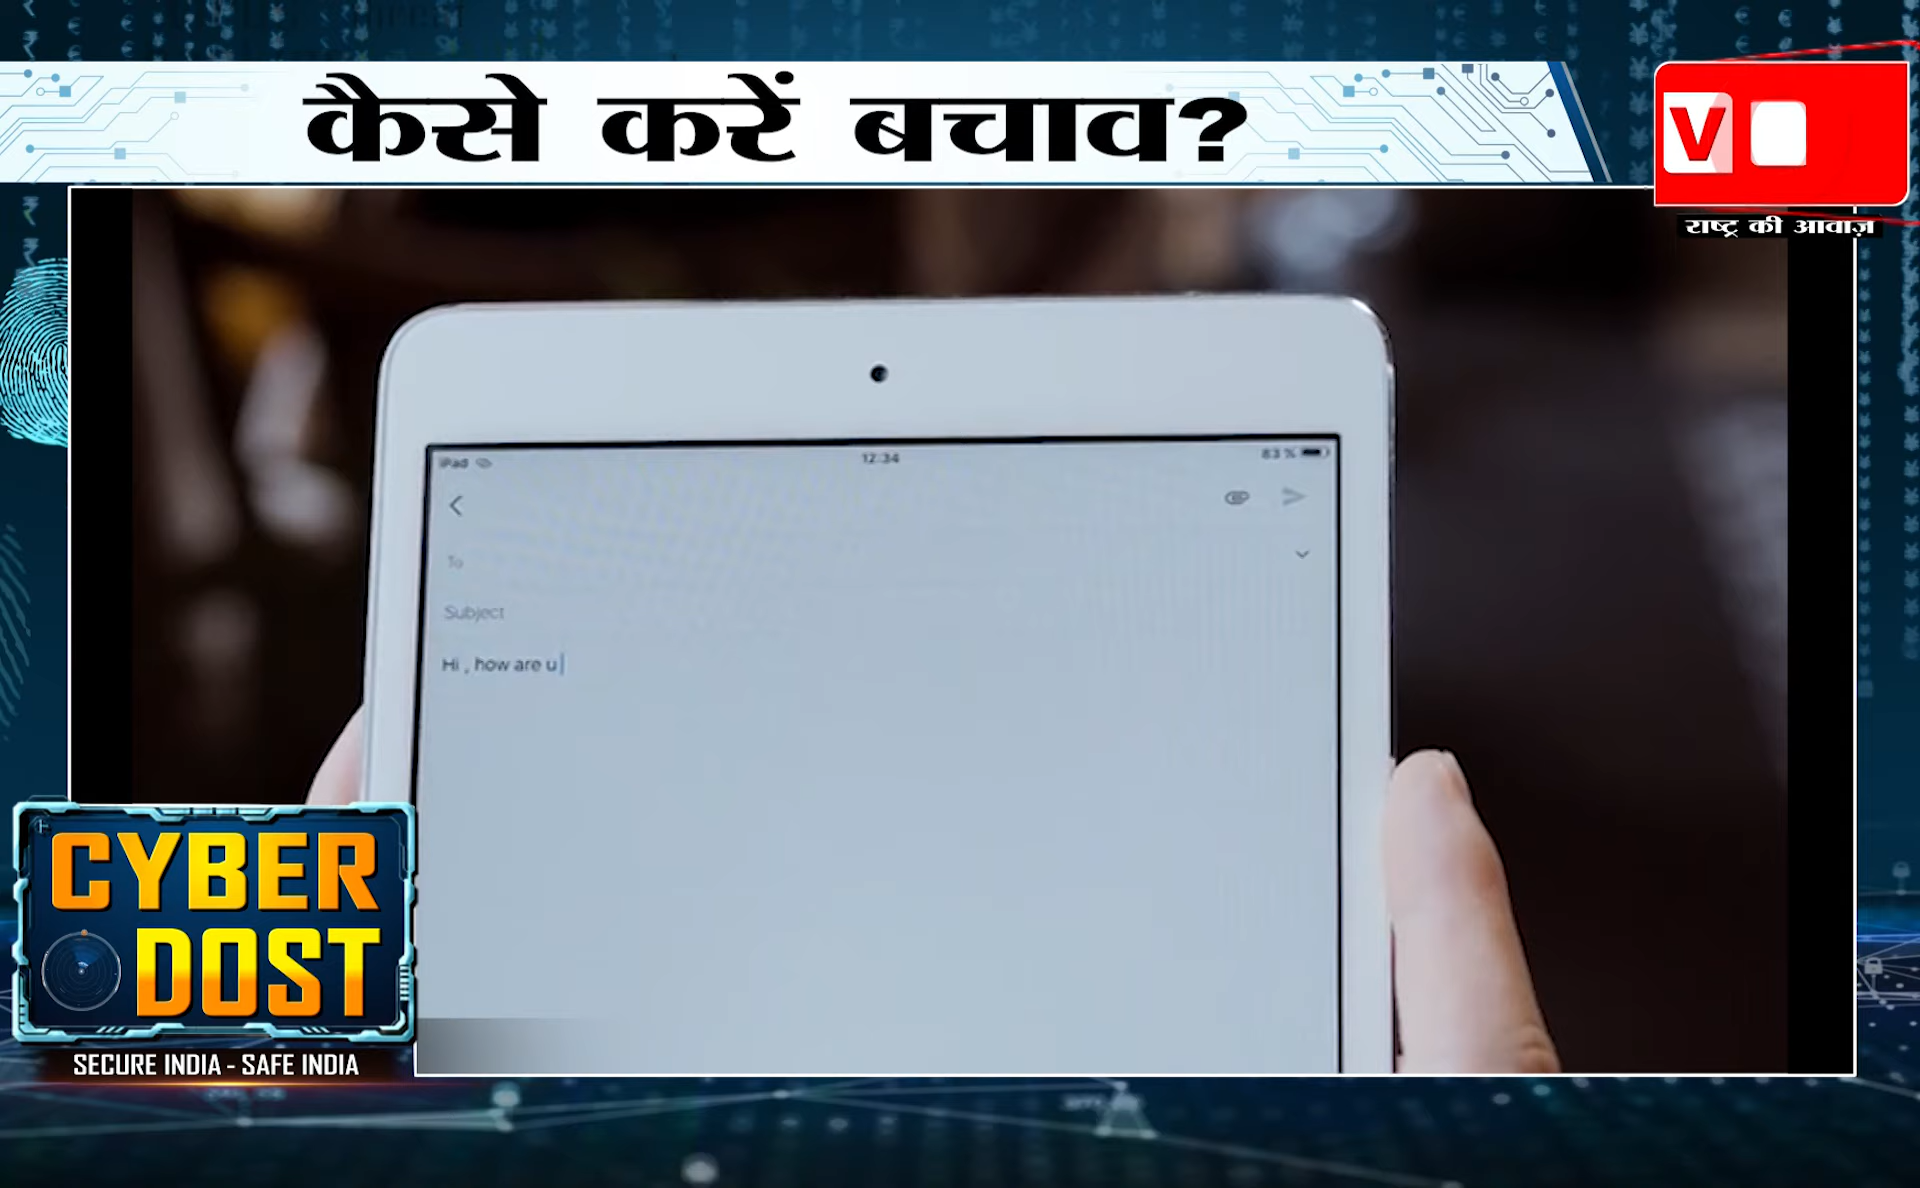 कैसे करें बचाव?
V
राष्ट्र की आवाज़
iPad 12:34 83%
To
Subject
Hi , how are u
CYBER
DOST
SECURE INDIA - SAFE INDIA